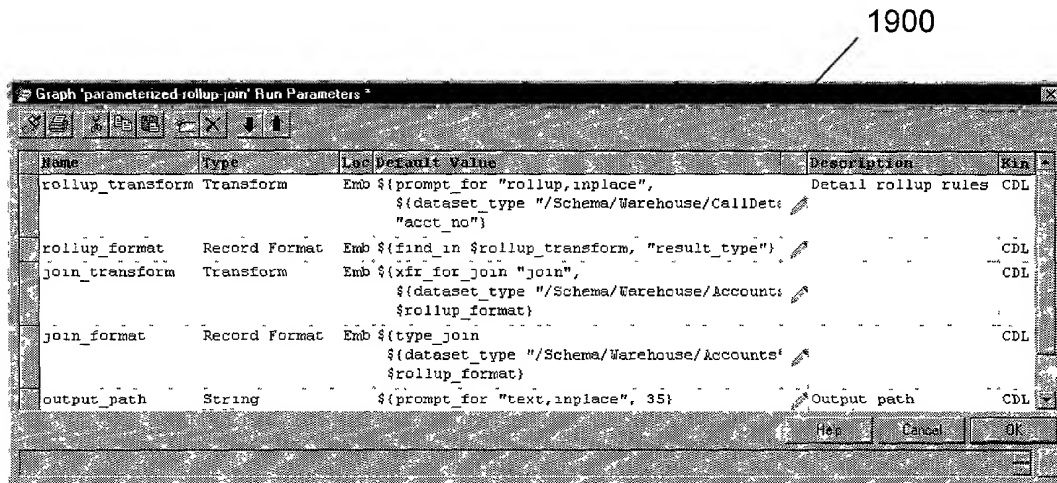 1900
Graph 'parameterized-rollup-join' Run Parameters *
Name Type Loc Default Value Description Kin
rollup_transform Transform Emb ${prompt_for "rollup,inplace", Detail rollup rules CDL
${dataset_type "/Schema/Warehouse/CallDeta
"acct_no"}
rollup_format Record Format Emb ${find_in $rollup_transform, "result_type"} CDL
join_transform Transform Emb ${xfr_for_join "join", CDL
${dataset_type "/Schema/Warehouse/Accounts
$rollup_format}
join_format Record Format Emb ${type_join CDL
${dataset_type "/Schema/Warehouse/Accounts"
$rollup_format}
output_path String ${prompt_for "text,inplace", 35} Output path CDL
Help Cancel OK